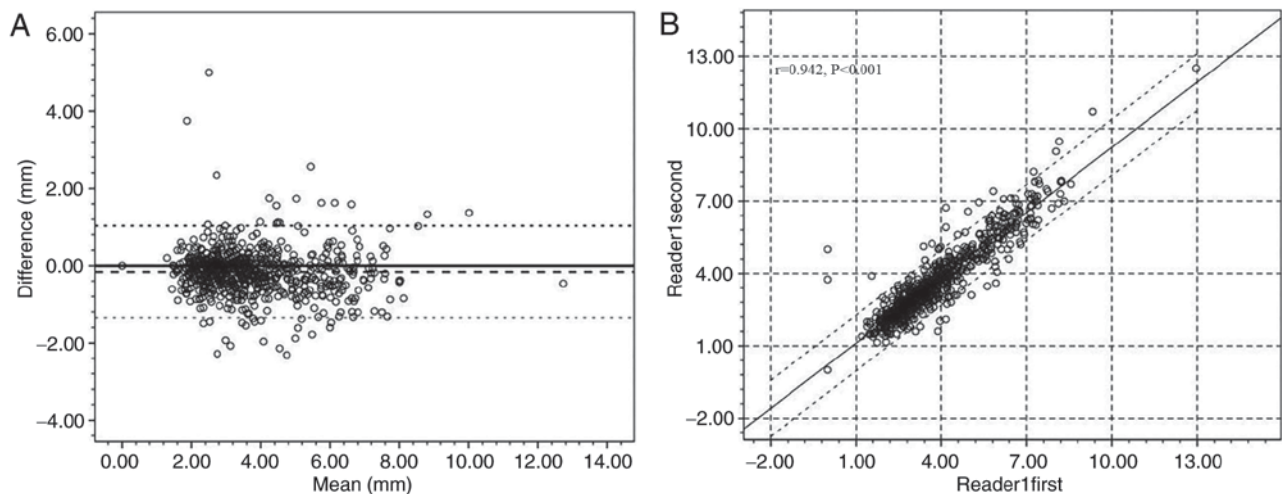 A
6.00
4.00
2.00
0.00
−2.00
−4.00
Difference (mm)
0.00 2.00 4.00 6.00 8.00 10.00 12.00 14.00
Mean (mm)
B
r=0.942, P<0.001
13.00
10.00
7.00
4.00
1.00
−2.00
Reader1second
−2.00 1.00 4.00 7.00 10.00 13.00
Reader1first